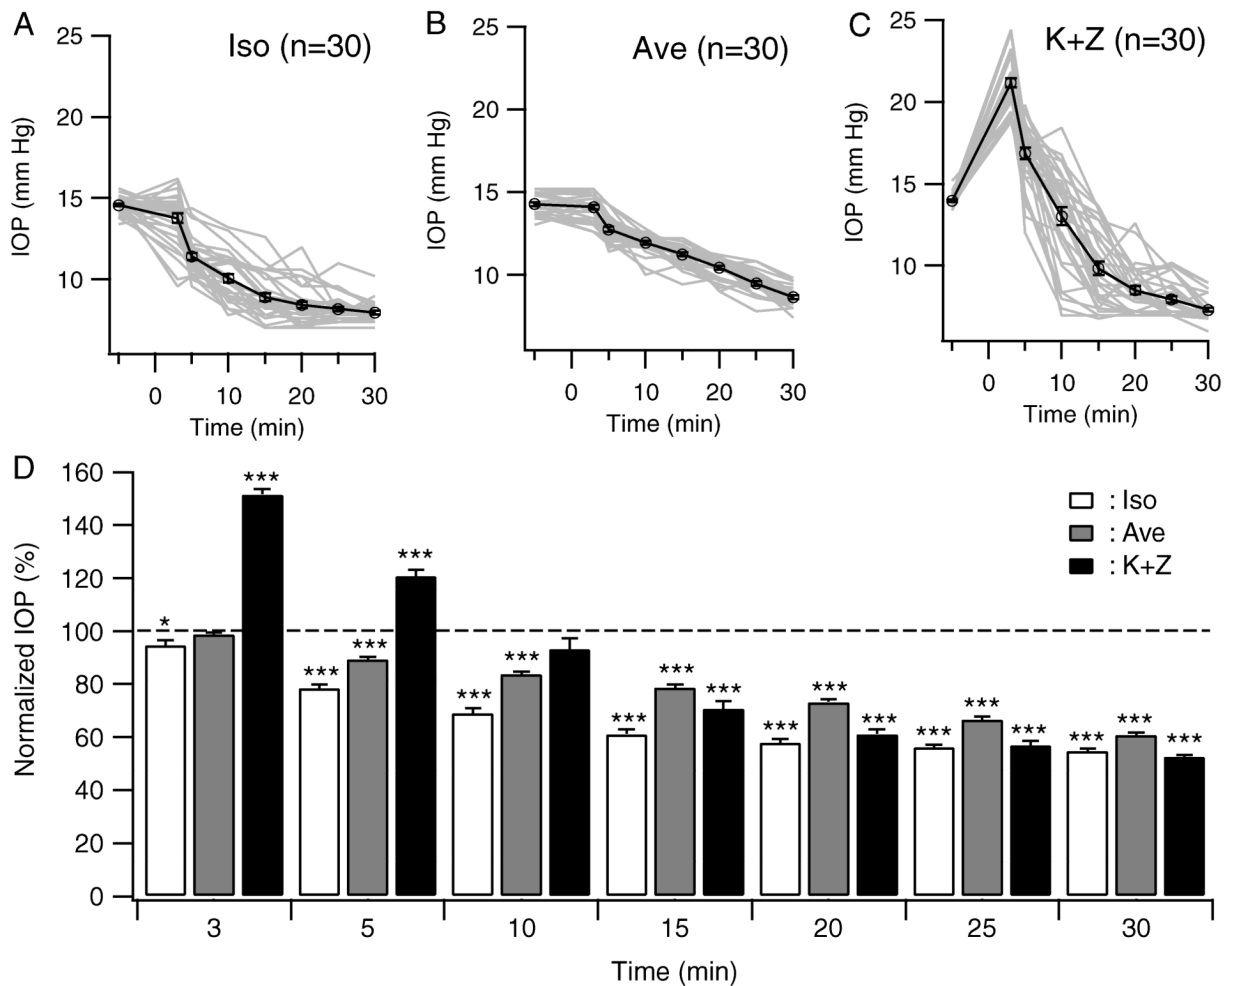 A
Iso (n=30)
25
20
15
10
IOP (mm Hg)
0 10 20 30
Time (min)
B
Ave (n=30)
25
20
15
10
IOP (mm Hg)
0 10 20 30
Time (min)
C
K+Z (n=30)
25
20
15
10
IOP (mm Hg)
0 10 20 30
Time (min)
D
160
140
120
100
80
60
40
20
0
Normalized IOP (%)
: Iso
: Ave
: K+Z
* ***
*** *** ***
*** ***
*** *** ***
*** *** ***
*** *** ***
*** *** ***
3 5 10 15 20 25 30
Time (min)